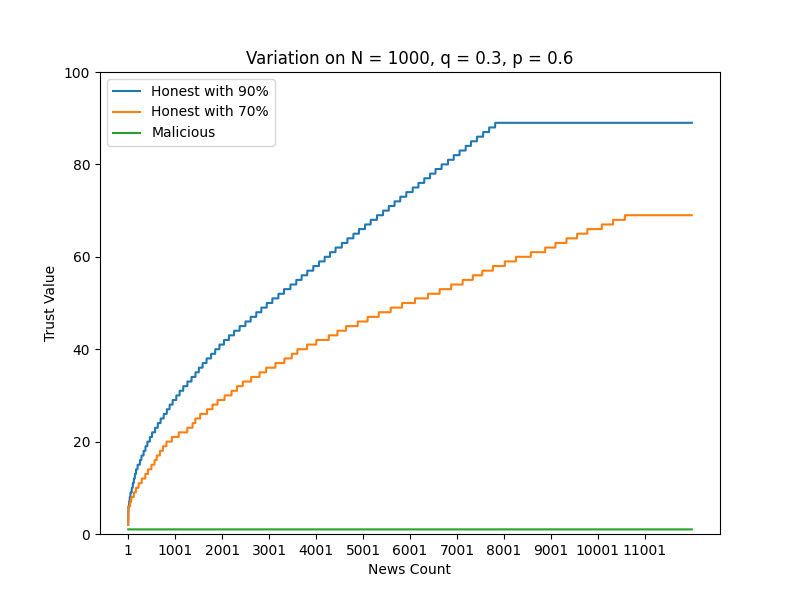 Variation on N = 1000, q = 0.3, p = 0.6
Honest with 90%
Honest with 70%
Malicious
Trust Value
100
80
60
40
20
0
1 1001 2001 3001 4001 5001 6001 7001 8001 9001 10001 11001
News Count